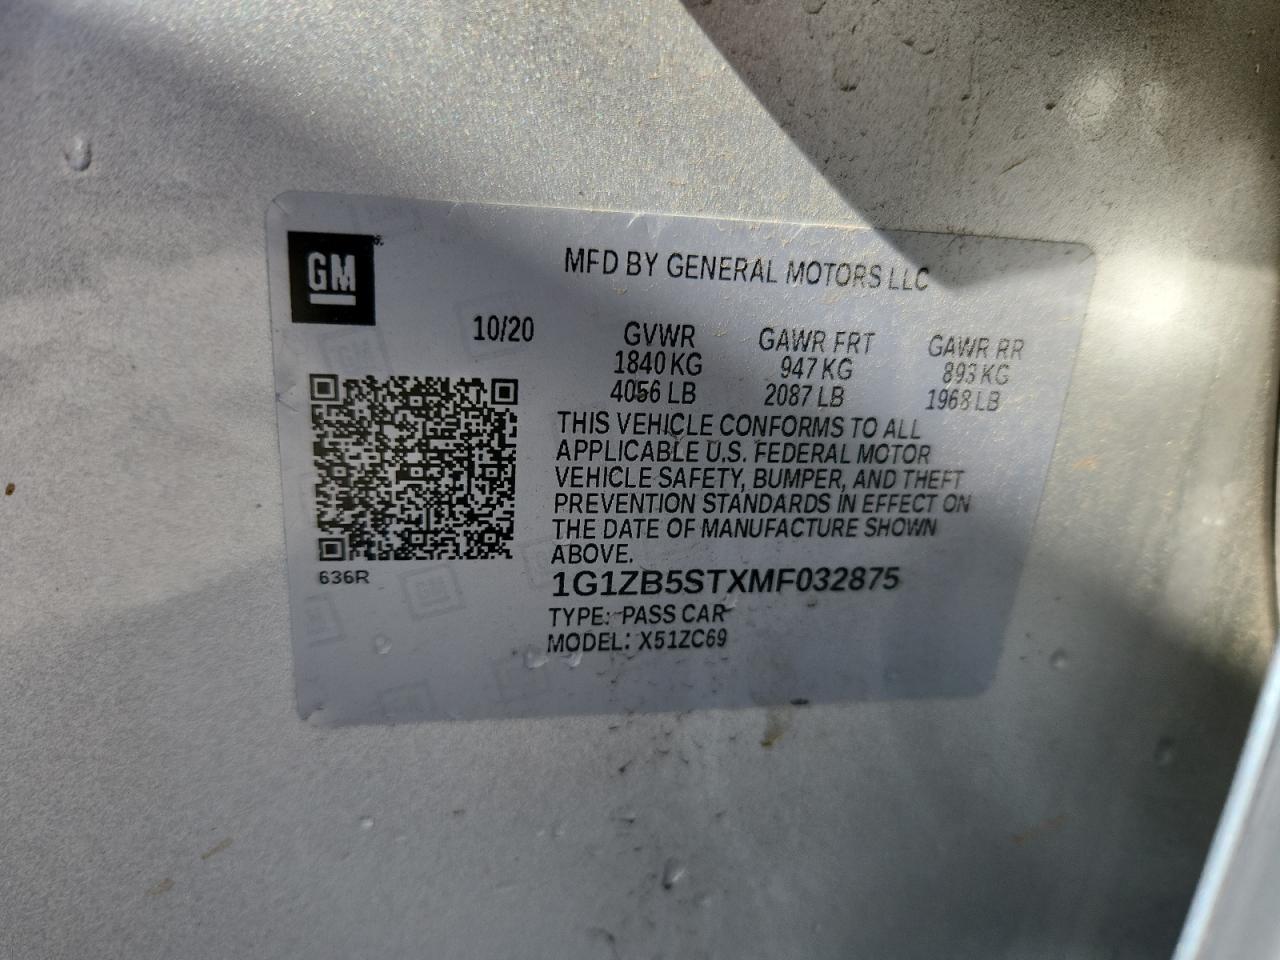 GM
MFD BY GENERAL MOTORS LLC
10/20 GVWR GAWR FRT GAWR RR
1840 KG 947 KG 893 KG
4056 LB 2087 LB 1968 LB
THIS VEHICLE CONFORMS TO ALL
APPLICABLE U.S. FEDERAL MOTOR
VEHICLE SAFETY, BUMPER, AND THEFT
PREVENTION STANDARDS IN EFFECT ON
THE DATE OF MANUFACTURE SHOWN
ABOVE.
636R
1G1ZB5STXMF032875
TYPE: PASS CAR
MODEL: X51ZC69